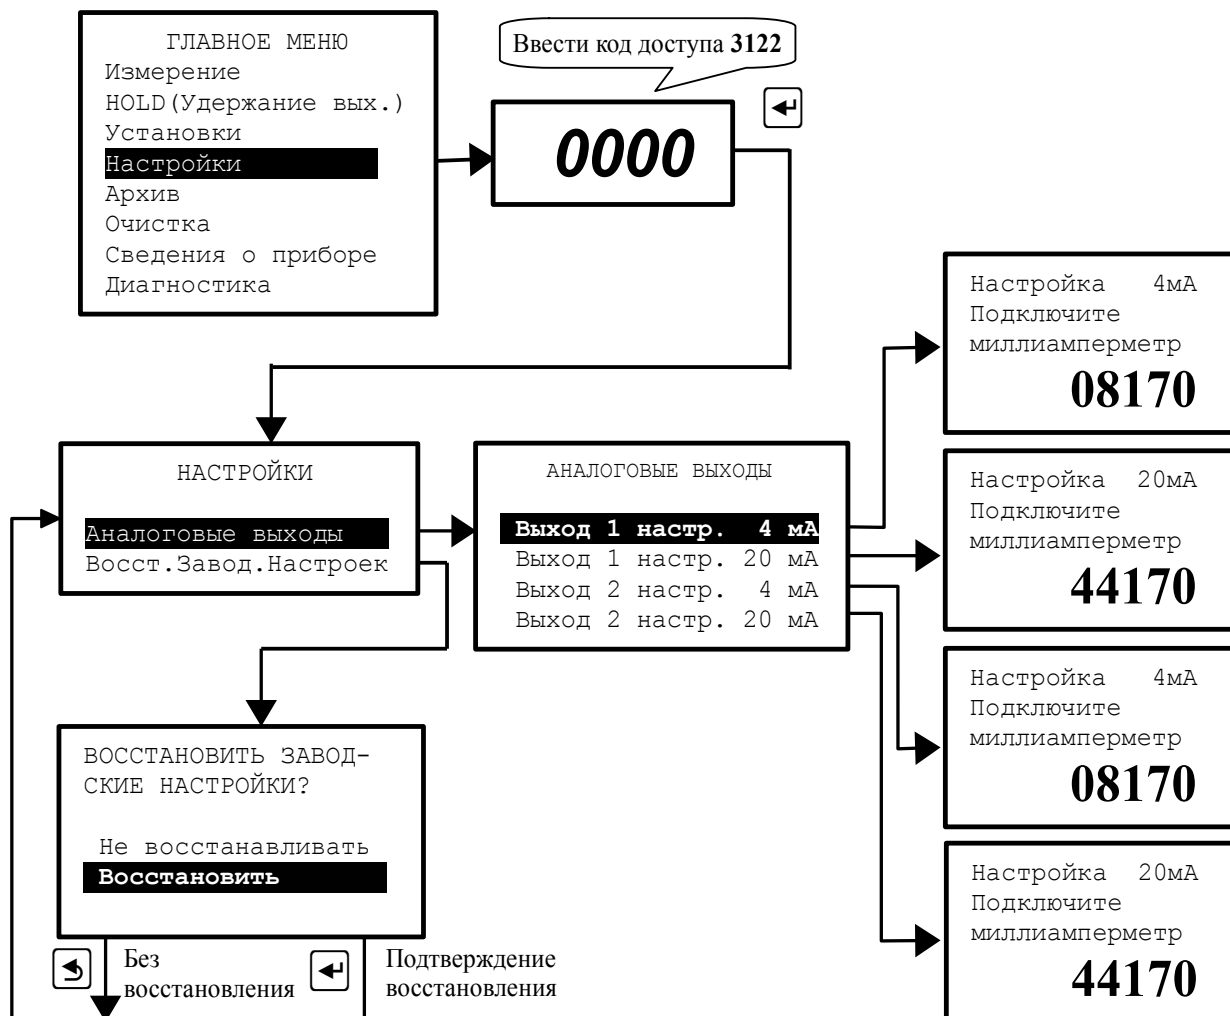 ГЛАВНОЕ МЕНЮ
Измерение
HOLD(Удержание вых.)
Установки
Настройки
Архив
Очистка
Сведения о приборе
Диагностика
Ввести код доступа 3122
0000
НАСТРОЙКИ
Аналоговые выходы
Восст.Завод.Настроек
АНАЛОГОВЫЕ ВЫХОДЫ
Выход 1 настр. 4 мА
Выход 1 настр. 20 мА
Выход 2 настр. 4 мА
Выход 2 настр. 20 мА
Настройка 4мА
Подключите
миллиамперметр
08170
Настройка 20мА
Подключите
миллиамперметр
44170
Настройка 4мА
Подключите
миллиамперметр
08170
Настройка 20мА
Подключите
миллиамперметр
44170
ВОССТАНОВИТЬ ЗАВОД-
СКИЕ НАСТРОЙКИ?
Не восстанавливать
Восстановить
Без
восстановления
Подтверждение
восстановления